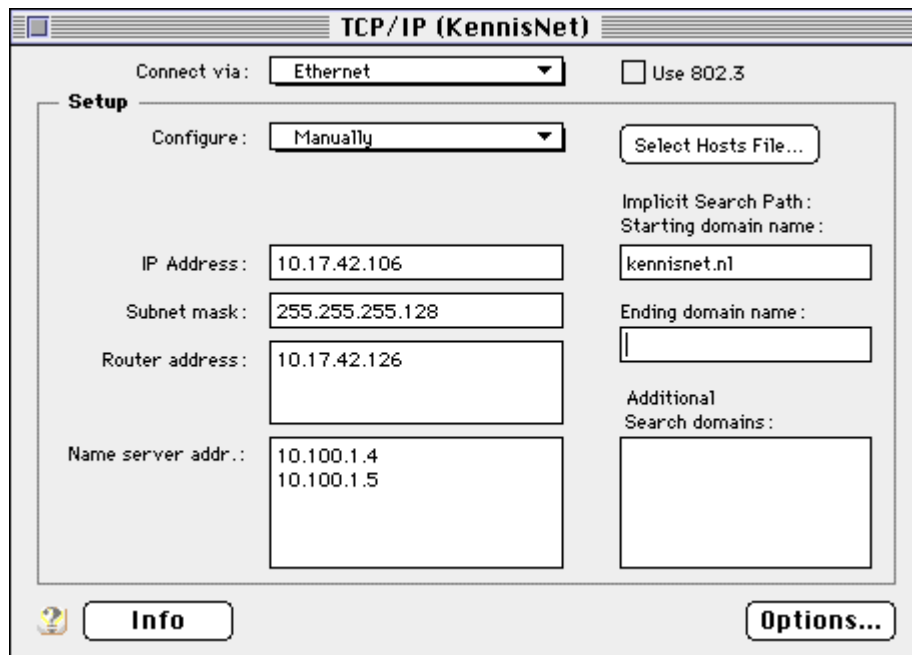 TCP/IP (KennisNet)
Connect via: Ethernet
Use 802.3
Setup
Configure: Manually
Select Hosts File...
Implicit Search Path:
Starting domain name:
IP Address: 10.17.42.106
kennisnet.nl
Subnet mask: 255.255.255.128
Ending domain name:
Router address: 10.17.42.126
Additional
Search domains:
Name server addr.: 10.100.1.4
10.100.1.5
Info
Options...